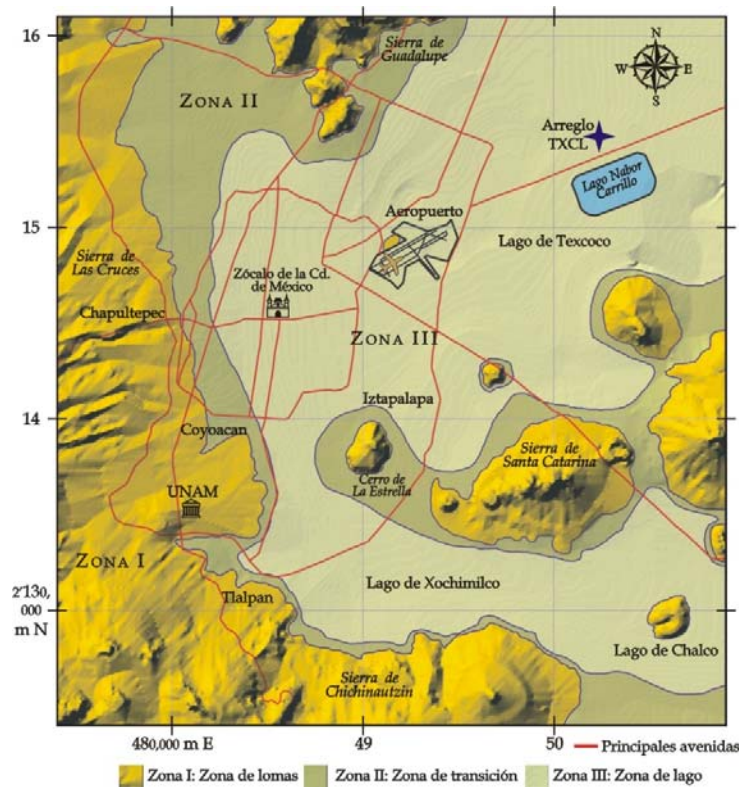 16
Sierra de
Guadalupe
N
W E
S
ZONA II
Arreglo
TXCL
Lago Nabor
Carrillo
15
Aeropuerto
Lago de Texcoco
Sierra de
Las Cruces
Zócalo de la Cd.
de México
Chapultepec
ZONA III
Iztapalapa
14
Coyoacan
Sierra de
Santa Catarina
Cerro de
La Estrella
UNAM
ZONA I
Lago de Xochimilco
2'130,
000
m N
Tlalpan
Lago de Chalco
Sierra de
Chichinautzin
480,000 m E
49
50
Principales avenidas
Zona I: Zona de lomas
Zona II: Zona de transición
Zona III: Zona de lago